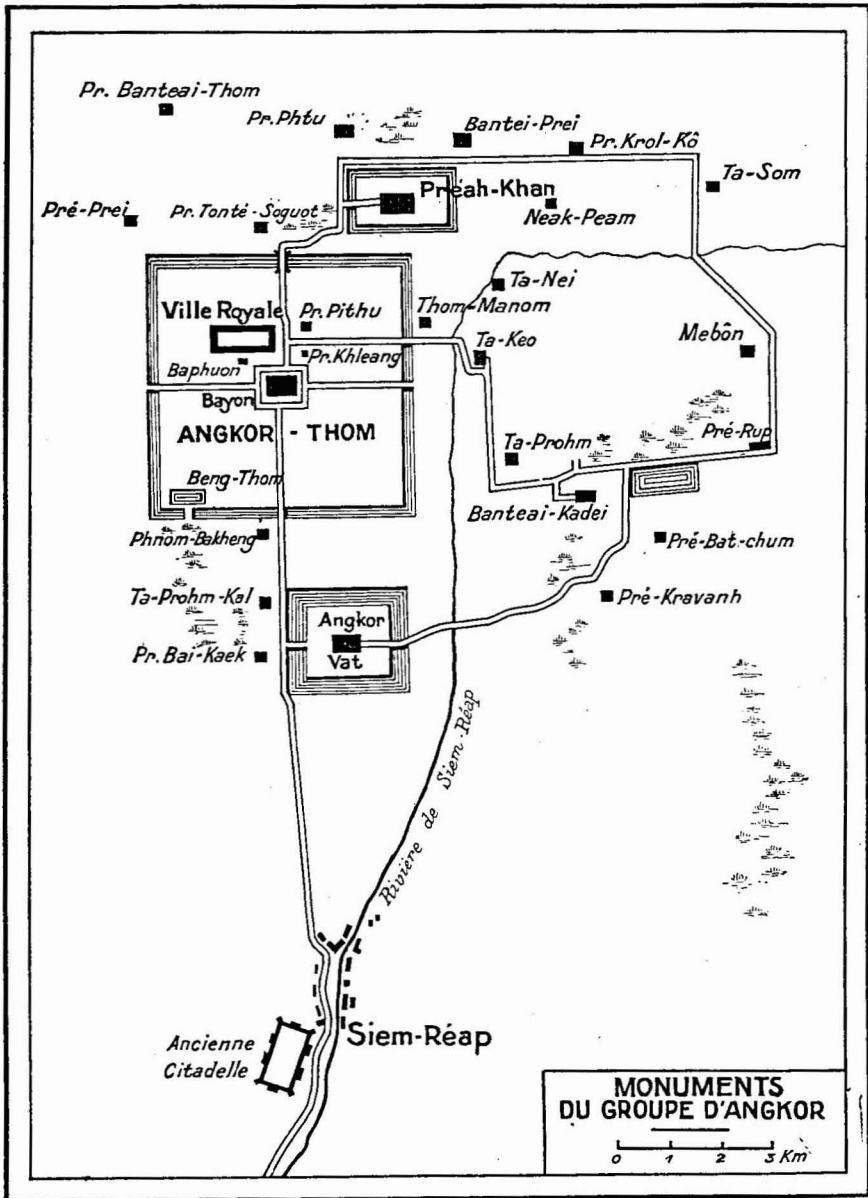 Pr. Banteai-Thom
Pr. Phtu
Bantei-Prei
Pr. Krol-Kô
Préah-Khan
Ta-Som
Pré-Prei
Pr. Tonté-Soguot
Neak-Peam
Ta-Nei
Ville Royale
Pr. Pithu
Thom-Manom
Ta-Keo
Mebôn
Baphuon
Pr. Khleang
Bayon
ANGKOR - THOM
Ta-Prohm
Pré-Rup
Beng-Thom
Banteai-Kadei
Phnom-Bakheng
Pré-Bat-chum
Ta-Prohm-Kal
Angkor
Vat
Pré-Kravanh
Pr. Bai-Kaek
Rivière de Siem-Réap
Siem-Réap
Ancienne
Citadelle
MONUMENTS
DU GROUPE D'ANGKOR
0 1 2 3 Km